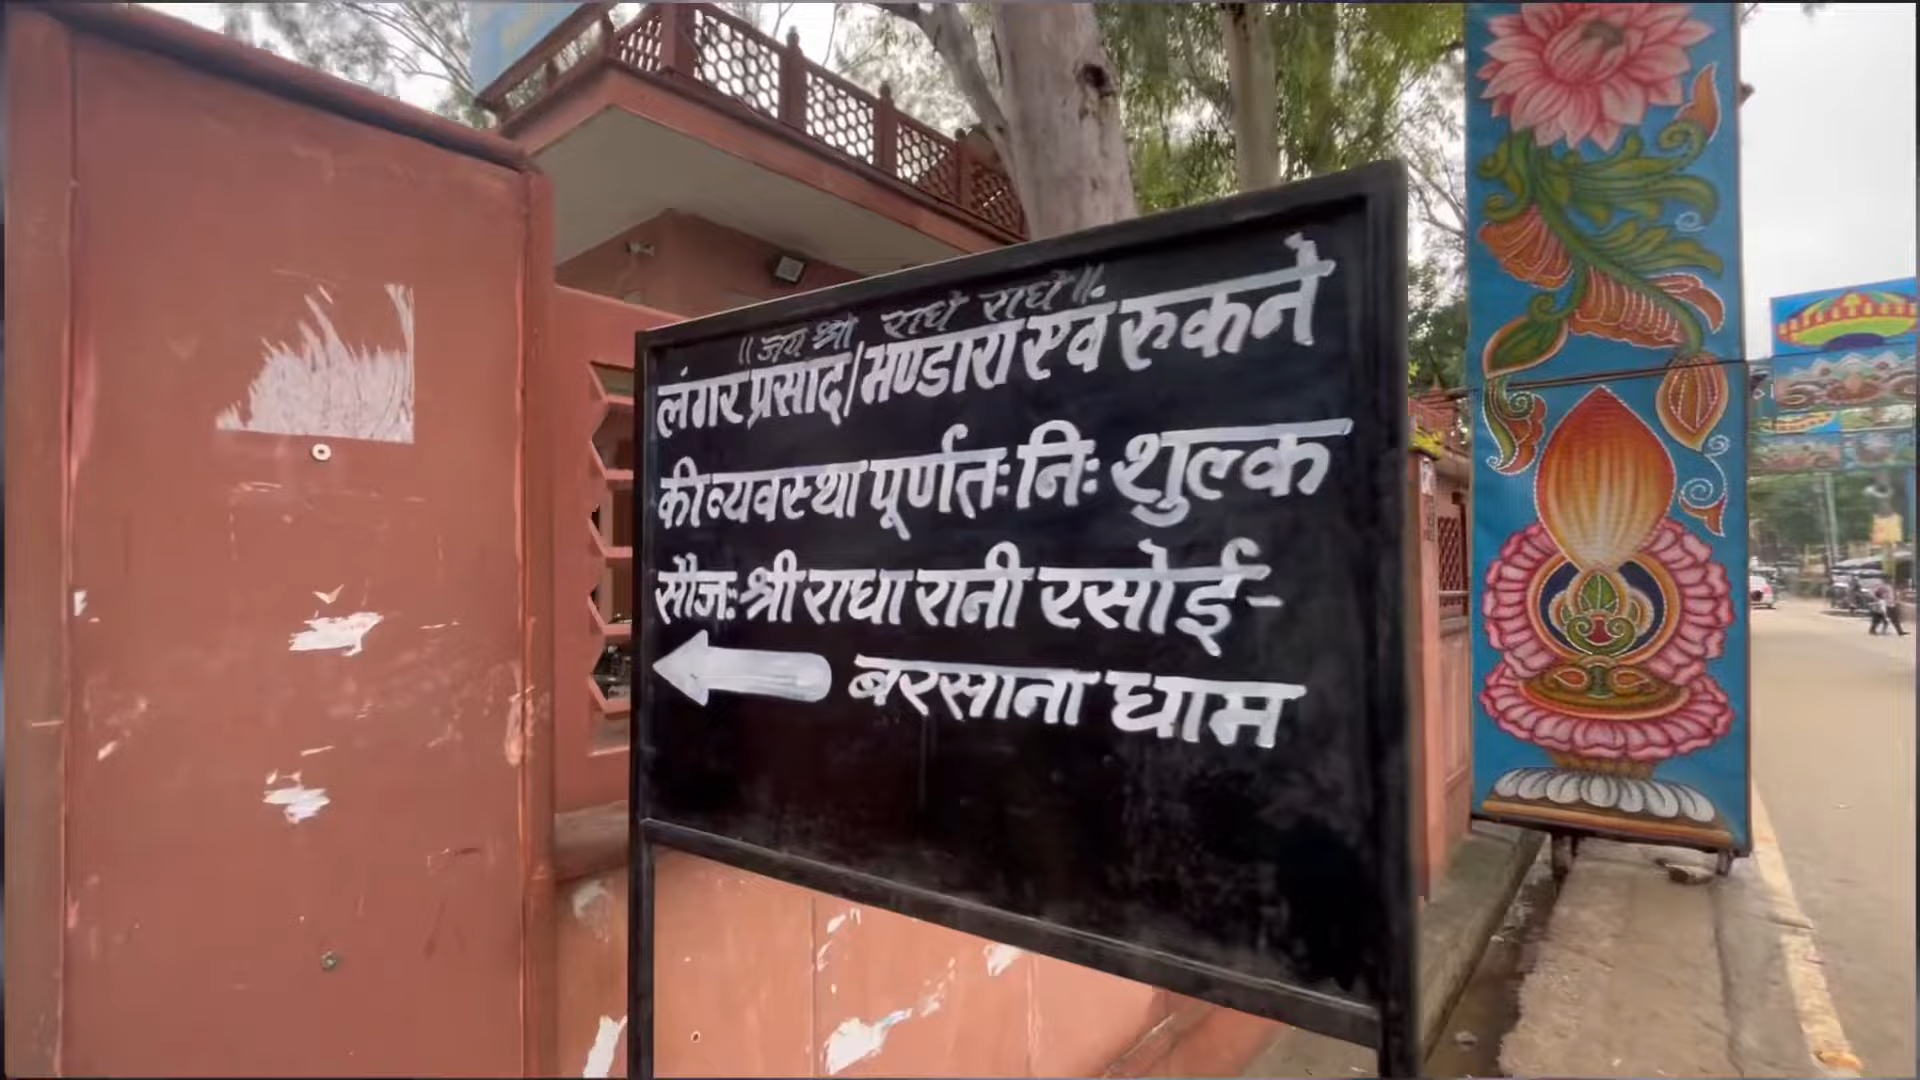 ॥ जय श्री राधे राधे ॥
लंगर प्रसाद/भण्डारा एवं रुकने
की व्यवस्था पूर्णतः निः शुल्क
सौजः श्री राधा रानी रसोई-
बरसाना धाम